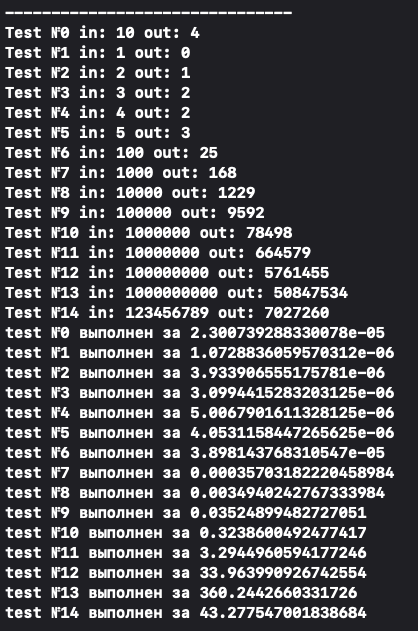 -------------------------------
Test №0 in: 10 out: 4
Test №1 in: 1 out: 0
Test №2 in: 2 out: 1
Test №3 in: 3 out: 2
Test №4 in: 4 out: 2
Test №5 in: 5 out: 3
Test №6 in: 100 out: 25
Test №7 in: 1000 out: 168
Test №8 in: 10000 out: 1229
Test №9 in: 100000 out: 9592
Test №10 in: 1000000 out: 78498
Test №11 in: 10000000 out: 664579
Test №12 in: 100000000 out: 5761455
Test №13 in: 1000000000 out: 50847534
Test №14 in: 123456789 out: 7027260
test №0 выполнен за 2.300739288330078e-05
test №1 выполнен за 1.0728836059570312e-06
test №2 выполнен за 3.933906555175781e-06
test №3 выполнен за 3.0994415283203125e-06
test №4 выполнен за 5.0067901611328125e-06
test №5 выполнен за 4.0531158447265625e-06
test №6 выполнен за 3.898143768310547e-05
test №7 выполнен за 0.00035703182220458984
test №8 выполнен за 0.0034940242767333984
test №9 выполнен за 0.03524899482727051
test №10 выполнен за 0.3238600492477417
test №11 выполнен за 3.2944960594177246
test №12 выполнен за 33.963990926742554
test №13 выполнен за 360.2442660331726
test №14 выполнен за 43.277547001838684